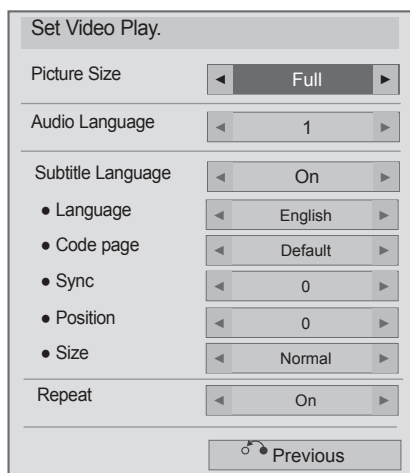 Set Video Play.
Picture Size ◄ Full ►
Audio Language ◄ 1 ►
Subtitle Language ◄ On ►
● Language ◄ English ►
● Code page ◄ Default ►
● Sync ◄ 0 ►
● Position ◄ 0 ►
● Size ◄ Normal ►
Repeat ◄ On ►
Previous